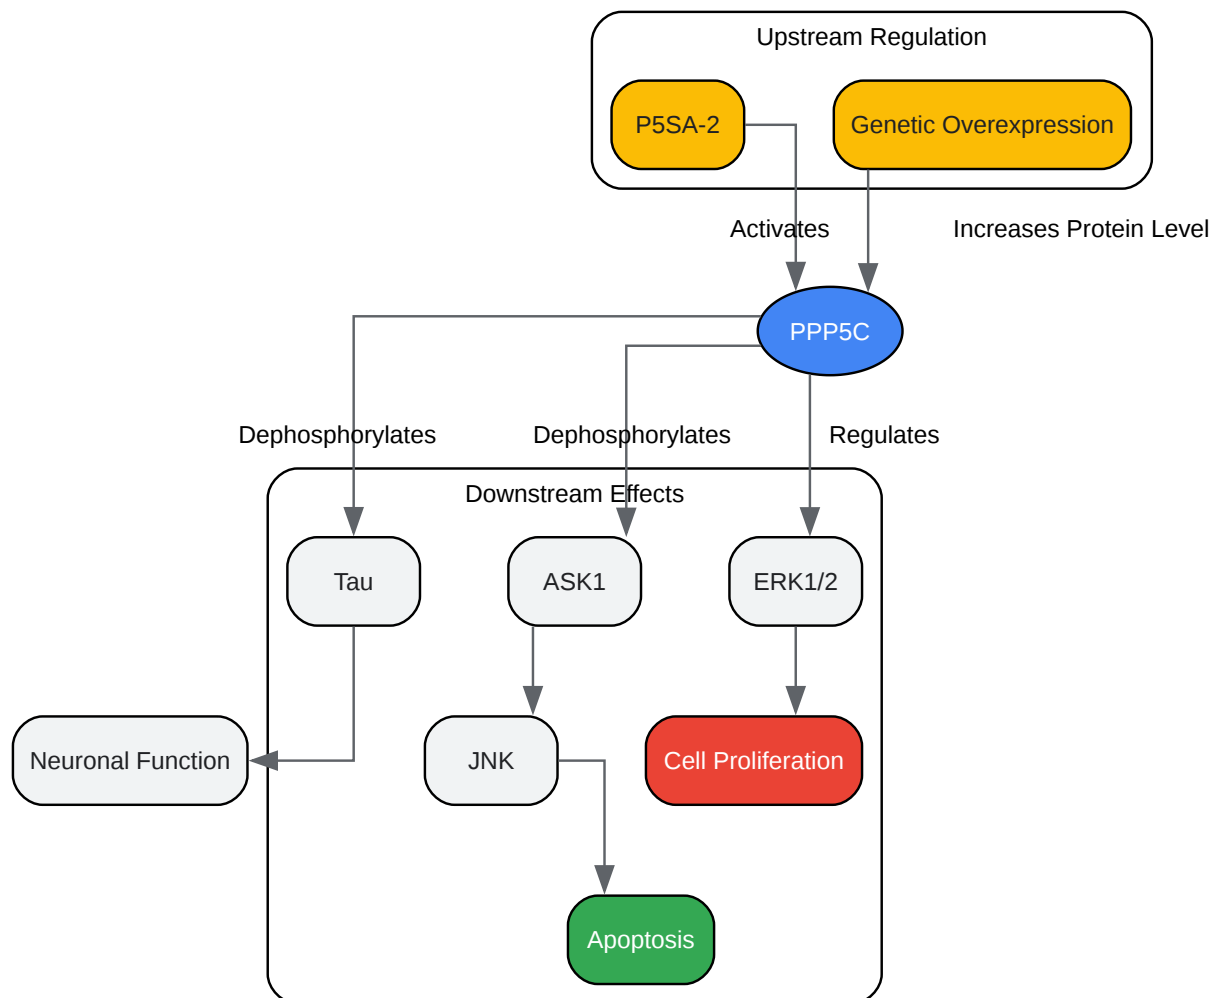 Upstream Regulation
P5SA-2
Genetic Overexpression
Activates
Increases Protein Level
PPP5C
Dephosphorylates
Dephosphorylates
Regulates
Downstream Effects
Tau
ASK1
ERK1/2
Neuronal Function
JNK
Cell Proliferation
Apoptosis